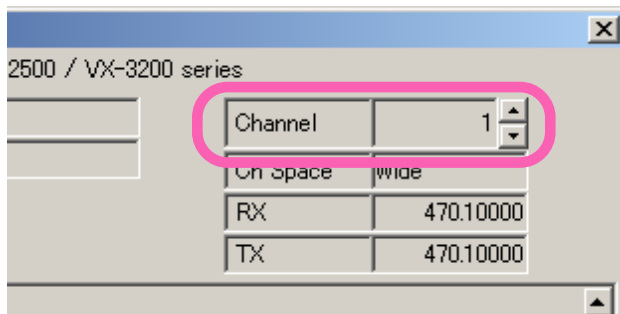 2500 / VX-3200 series
Channel 1
Ch Space Wide
RX 470.10000
TX 470.10000